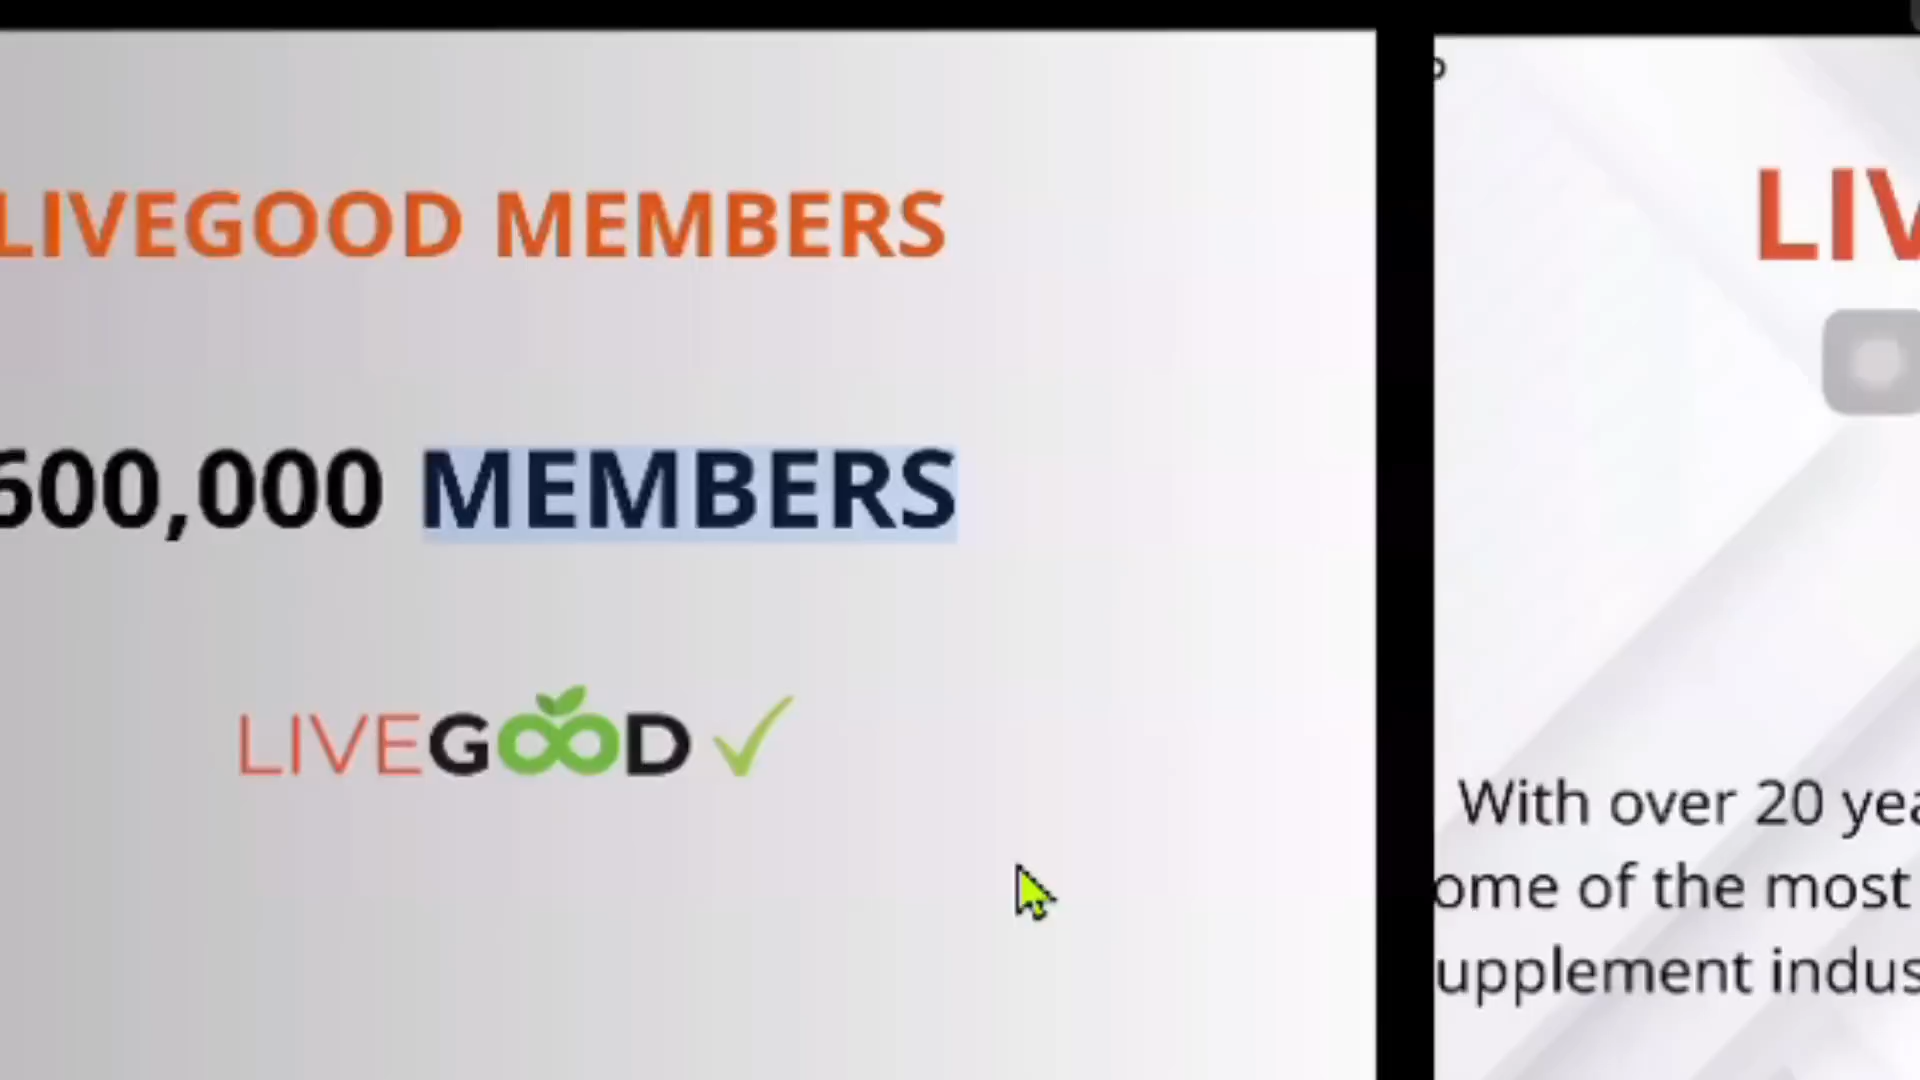 LIVEGOOD MEMBERS
600,000 MEMBERS
LIVEGOOD
LIV
With over 20 yea
ome of the most
upplement indus